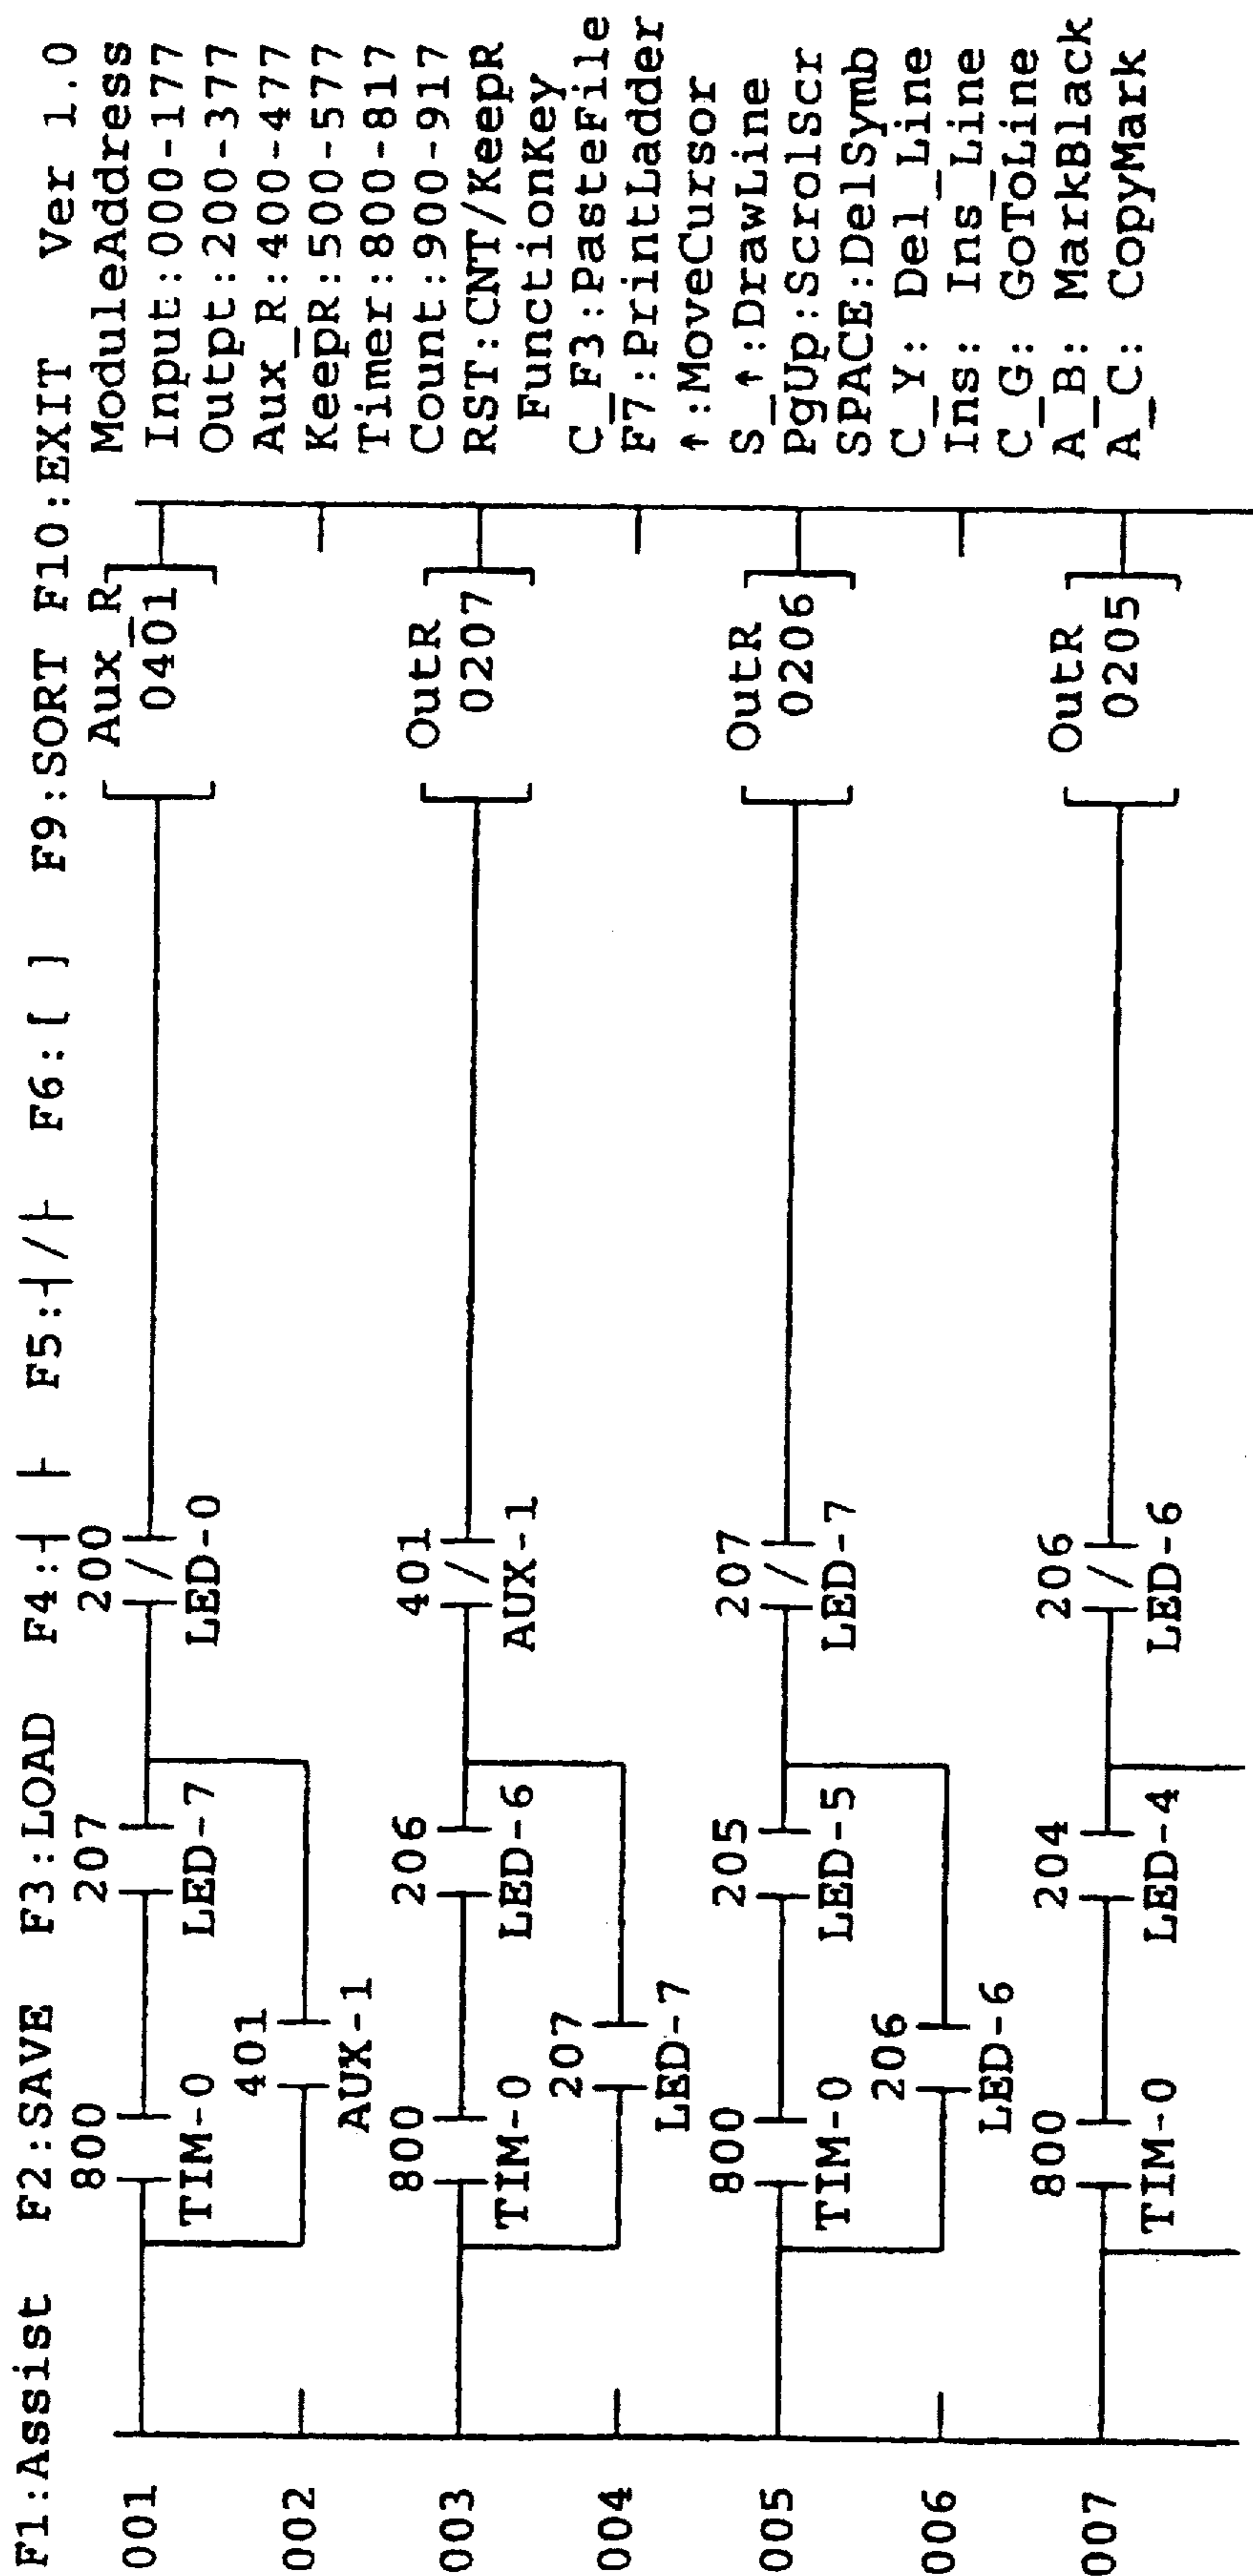 F1:Assist F2:SAVE F3:LOAD F4:┤ ├ F5:┤/├ F6:[ ] F9:SORT F10:EXIT Ver 1.0
800 207 200 Aux_R ModuleAddress
001 0401 Input:000-177
TIM-0 LED-7 LED-0 Outpt:200-377
401 Aux_R:400-477
002 KeepR:500-577
AUX-1 Timer:800-817
800 206 401 OutR Count:900-917
003 0207 RST:CNT/KeepR
TIM-0 LED-6 AUX-1 FunctionKey
207 C_F3:PasteFile
004 F7:PrintLadder
LED-7 ↑:MoveCursor
800 205 207 OutR S_↑:DrawLine
005 0206 PgUp:ScrolScr
TIM-0 LED-5 LED-7 SPACE:DelSymb
206 C_Y: Del_Line
006 Ins: Ins_Line
LED-6 C_G: GoToLine
800 204 206 OutR A_B: MarkBlack
007 0205 A_C: CopyMark
TIM-0 LED-4 LED-6